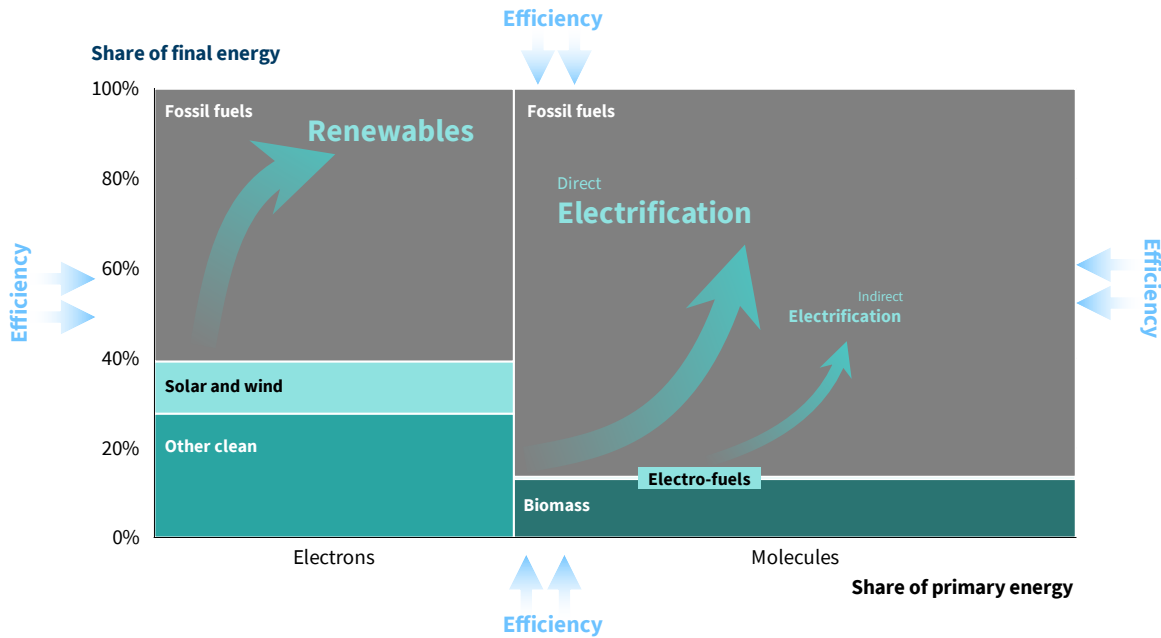 Efficiency
Share of final energy
100%
80%
60%
40%
20%
0%
Efficiency
Fossil fuels
Renewables
Solar and wind
Other clean
Fossil fuels
Direct
Electrification
Indirect
Electrification
Electro-fuels
Biomass
Efficiency
Electrons
Molecules
Share of primary energy
Efficiency